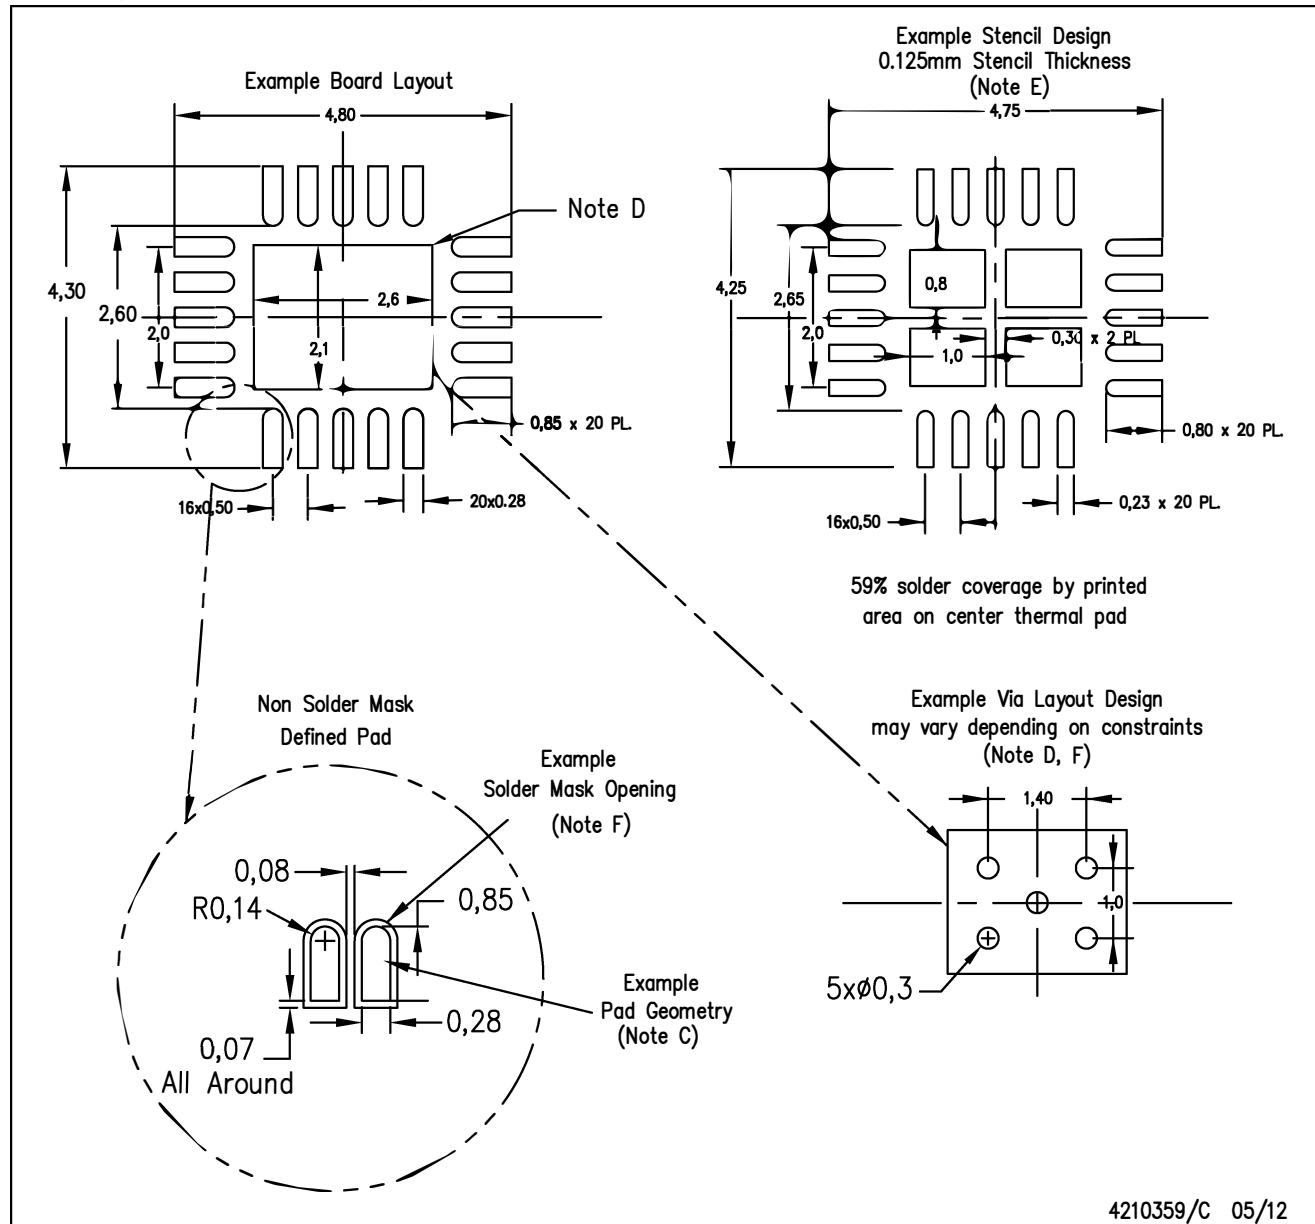 Example Board Layout
4,80
Note D
4,30
2,60
2,0
2,6
2,1
0,85 x 20 PL.
16x0,50
20x0.28
Example Stencil Design
0.125mm Stencil Thickness
(Note E)
4,75
4,25
2,65
2,0
0,8
1,0
0,30 x 2 PL
0,80 x 20 PL.
0,23 x 20 PL.
16x0,50
59% solder coverage by printed
area on center thermal pad
Non Solder Mask
Defined Pad
Example
Solder Mask Opening
(Note F)
0,08
R0,14
0,85
0,28
0,07
All Around
Example
Pad Geometry
(Note C)
Example Via Layout Design
may vary depending on constraints
(Note D, F)
1,40
1,0
5xø0,3
4210359/C 05/12